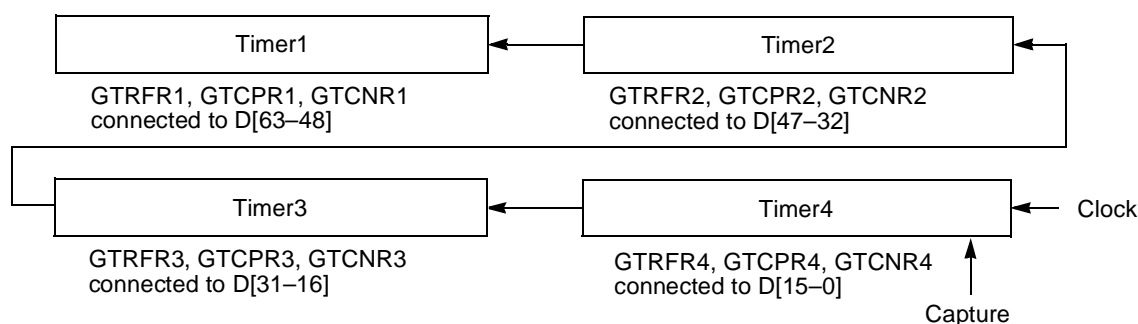 Timer1
Timer2
GTRFR1, GTCPR1, GTCNR1
connected to D[63–48]
GTRFR2, GTCPR2, GTCNR2
connected to D[47–32]
Timer3
Timer4
Clock
GTRFR3, GTCPR3, GTCNR3
connected to D[31–16]
GTRFR4, GTCPR4, GTCNR4
connected to D[15–0]
Capture